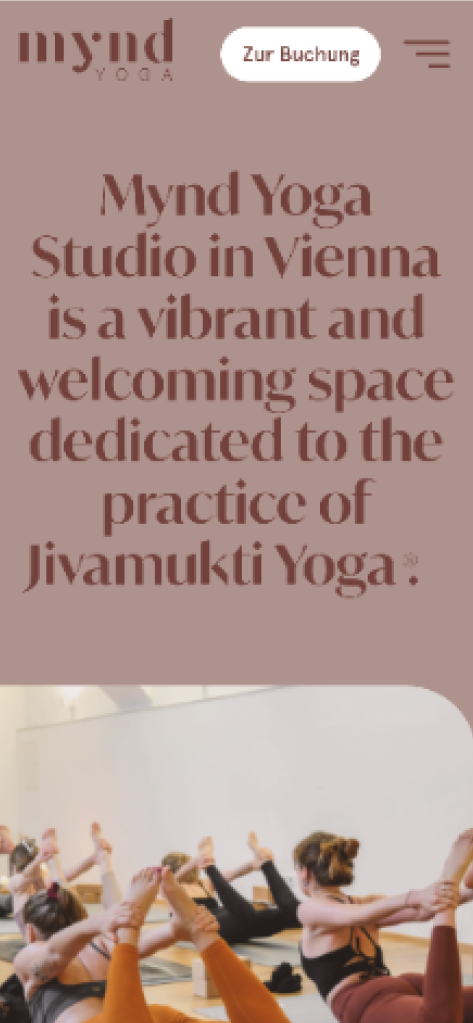 mynd
YOGA
Zur Buchung
Mynd Yoga
Studio in Vienna
is a vibrant and
welcoming space
dedicated to the
practice of
Jivamukti Yoga®.